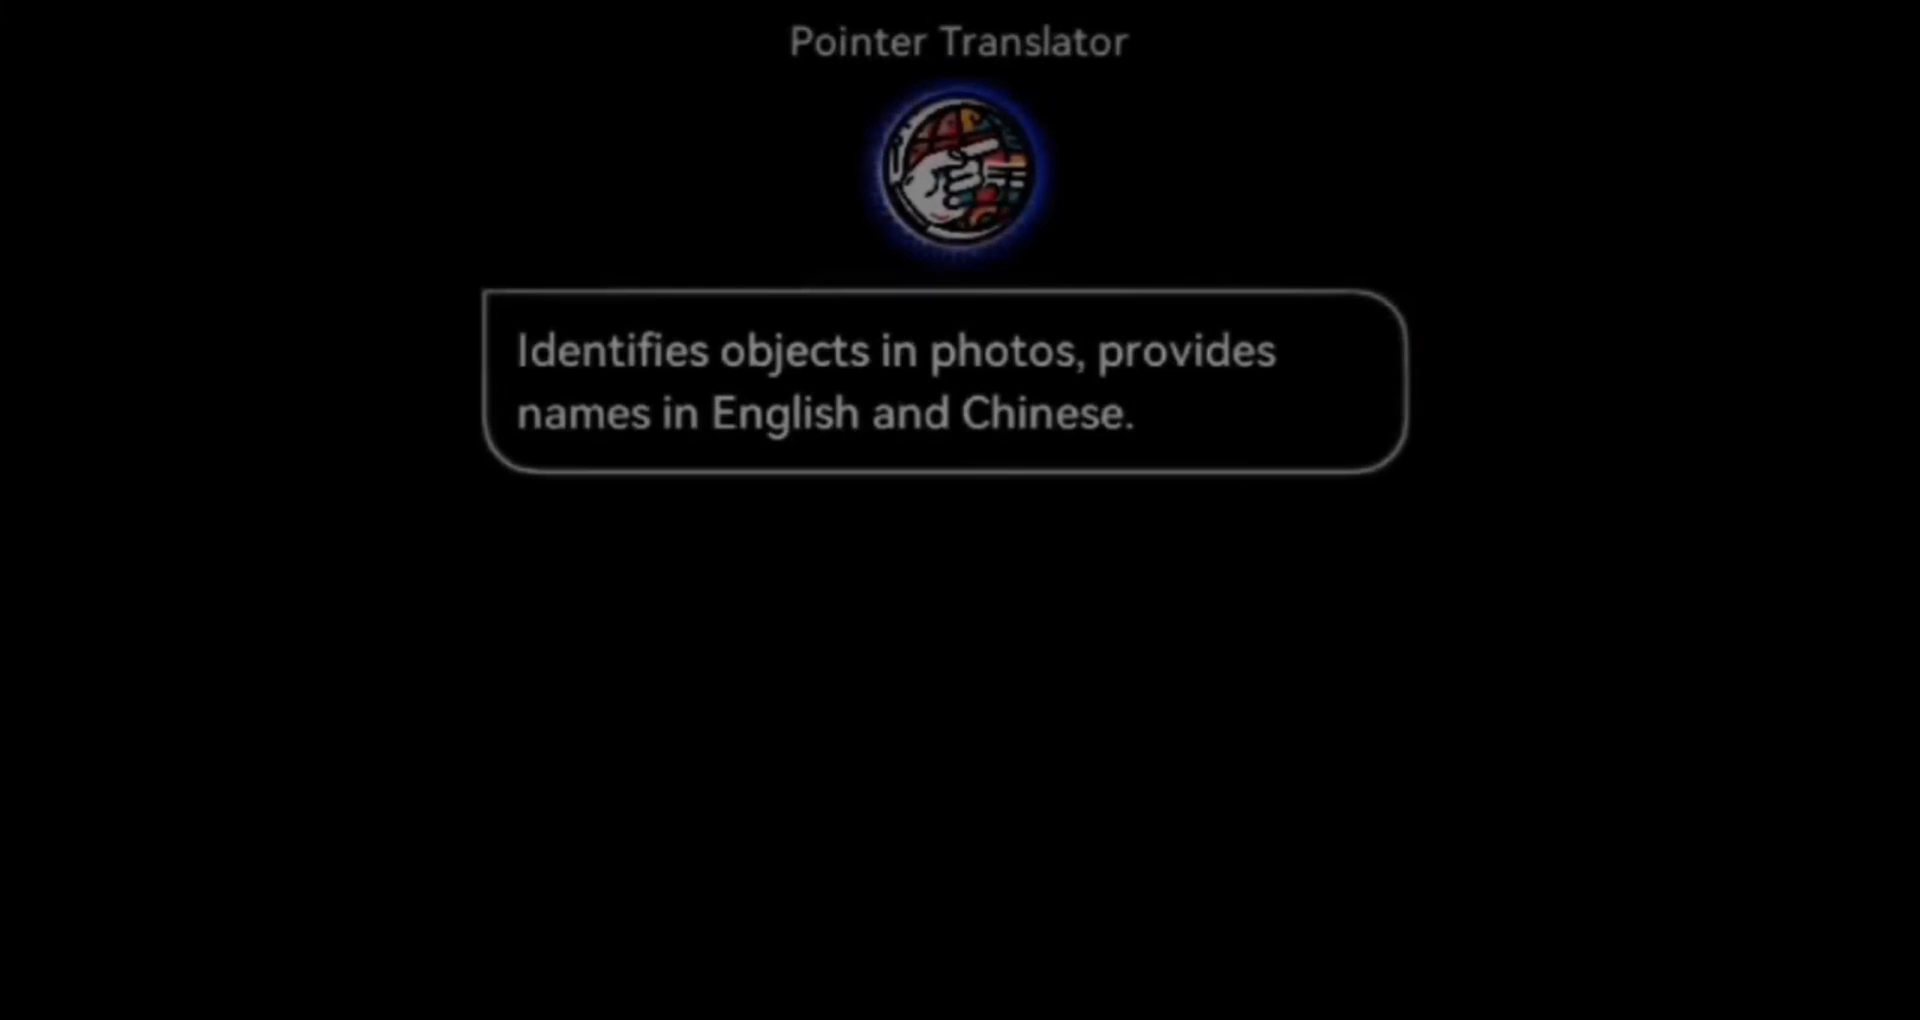 Pointer Translator
Identifies objects in photos, provides
names in English and Chinese.